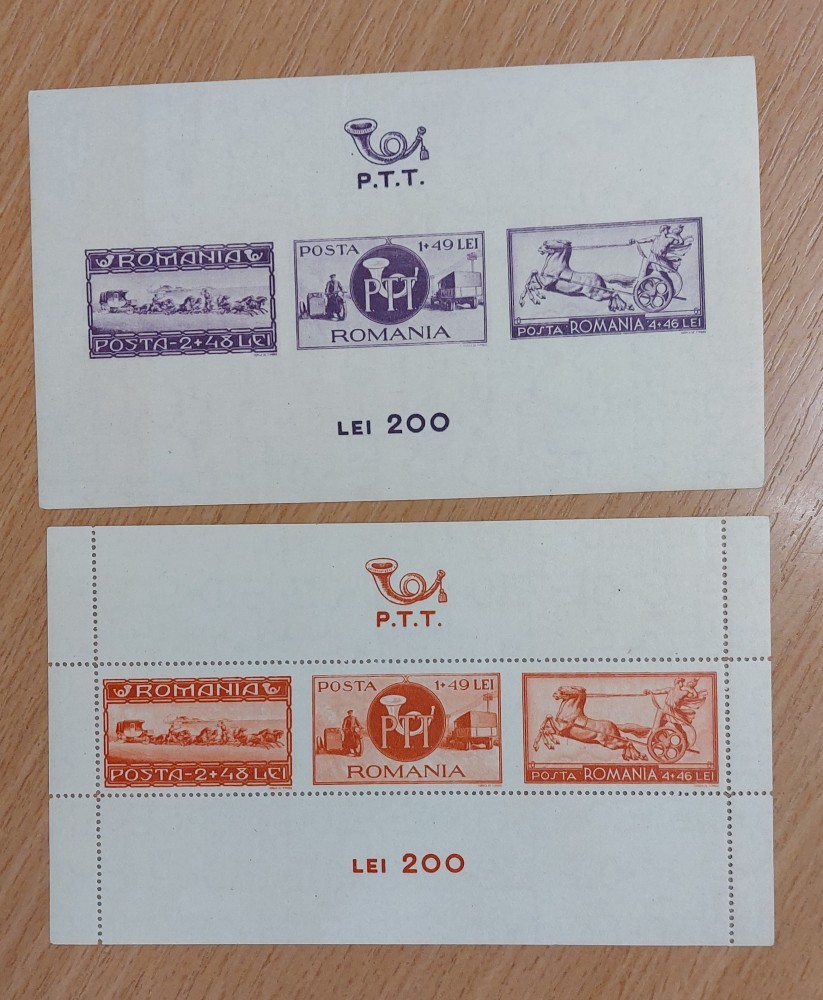 P.T.T.
ROMANIA
POSTA-2+48 LEI
POSTA 1+49 LEI
PTT
ROMANIA
POSTA ROMANIA 4+46 LEI
LEI 200
P.T.T.
ROMANIA
POSTA-2+48 LEI
POSTA 1+49 LEI
PTT
ROMANIA
POSTA ROMANIA 4+46 LEI
LEI 200